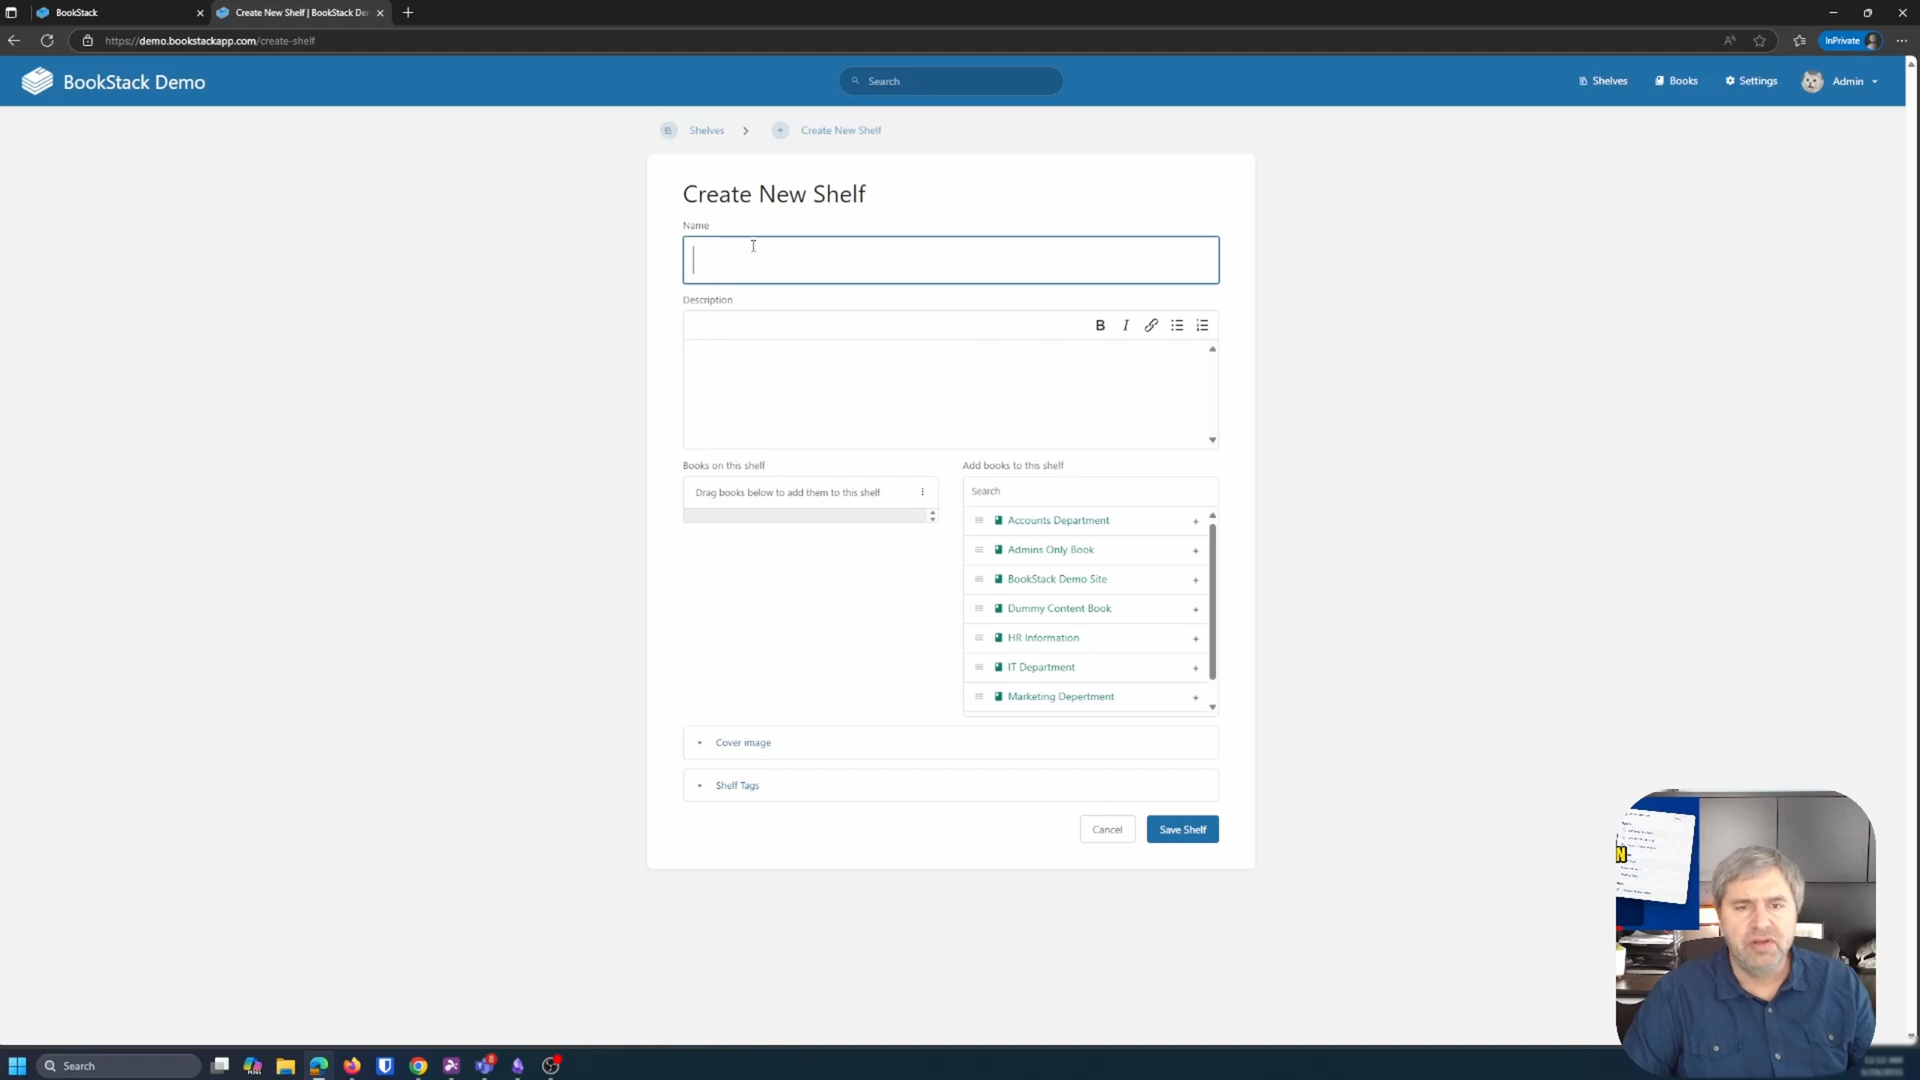 BookStack
Create New Shelf | BookStack De
https://demo.bookstackapp.com/create-shelf
InPrivate
BookStack Demo
Search
Shelves
Books
Settings
Admin
Shelves
Create New Shelf
Create New Shelf
Name
Description
B I
Books on this shelf
Drag books below to add them to this shelf
Add books to this shelf
Search
Accounts Department
Admins Only Book
BookStack Demo Site
Dummy Content Book
HR Information
IT Department
Marketing Depertment
Cover image
Shelf Tags
Cancel
Save Shelf
N
Search
8